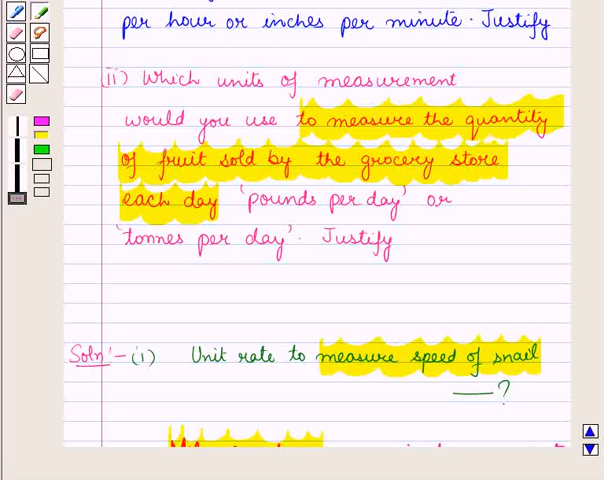 per hour or inches per minute. Justify
(ii) Which units of measurement
would you use to measure the quantity
of fruit sold by the grocery store
each day 'pounds per day' or
'tonnes per day'. Justify
Soln:- (i) Unit rate to measure speed of snail
——?